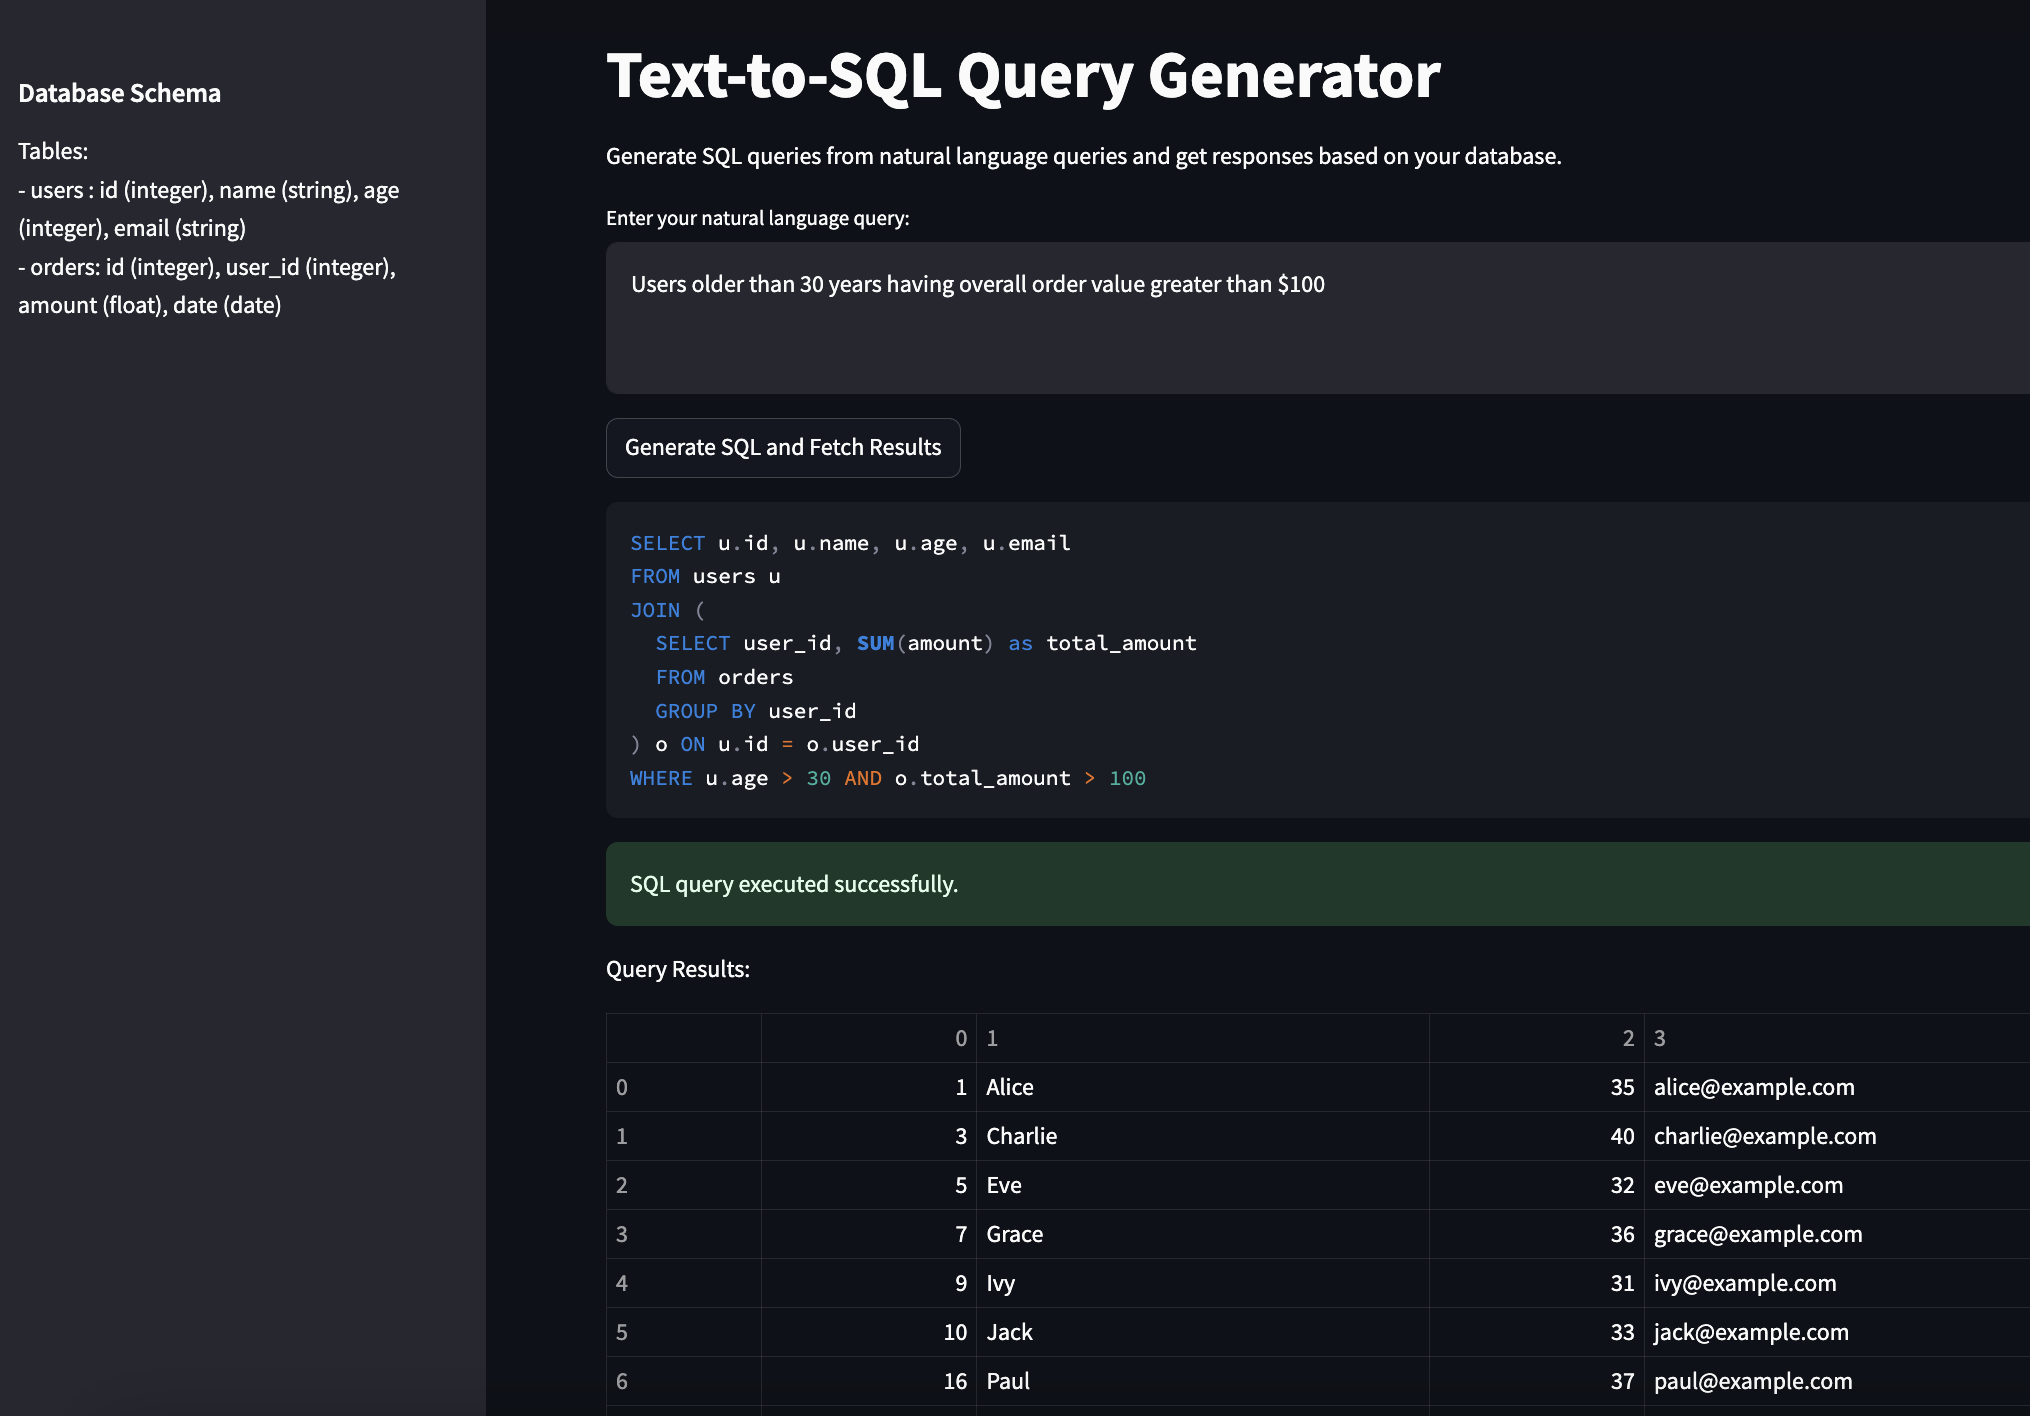 Database Schema
Tables:
- users : id (integer), name (string), age
(integer), email (string)
- orders: id (integer), user_id (integer),
amount (float), date (date)
Text-to-SQL Query Generator
Generate SQL queries from natural language queries and get responses based on your database.
Enter your natural language query:
Users older than 30 years having overall order value greater than $100
Generate SQL and Fetch Results
SELECT u.id, u.name, u.age, u.email
FROM users u
JOIN (
  SELECT user_id, SUM(amount) as total_amount
  FROM orders
  GROUP BY user_id
) o ON u.id = o.user_id
WHERE u.age > 30 AND o.total_amount > 100
SQL query executed successfully.
Query Results:
0 1 2 3
0 1 Alice 35 alice@example.com
1 3 Charlie 40 charlie@example.com
2 5 Eve 32 eve@example.com
3 7 Grace 36 grace@example.com
4 9 Ivy 31 ivy@example.com
5 10 Jack 33 jack@example.com
6 16 Paul 37 paul@example.com